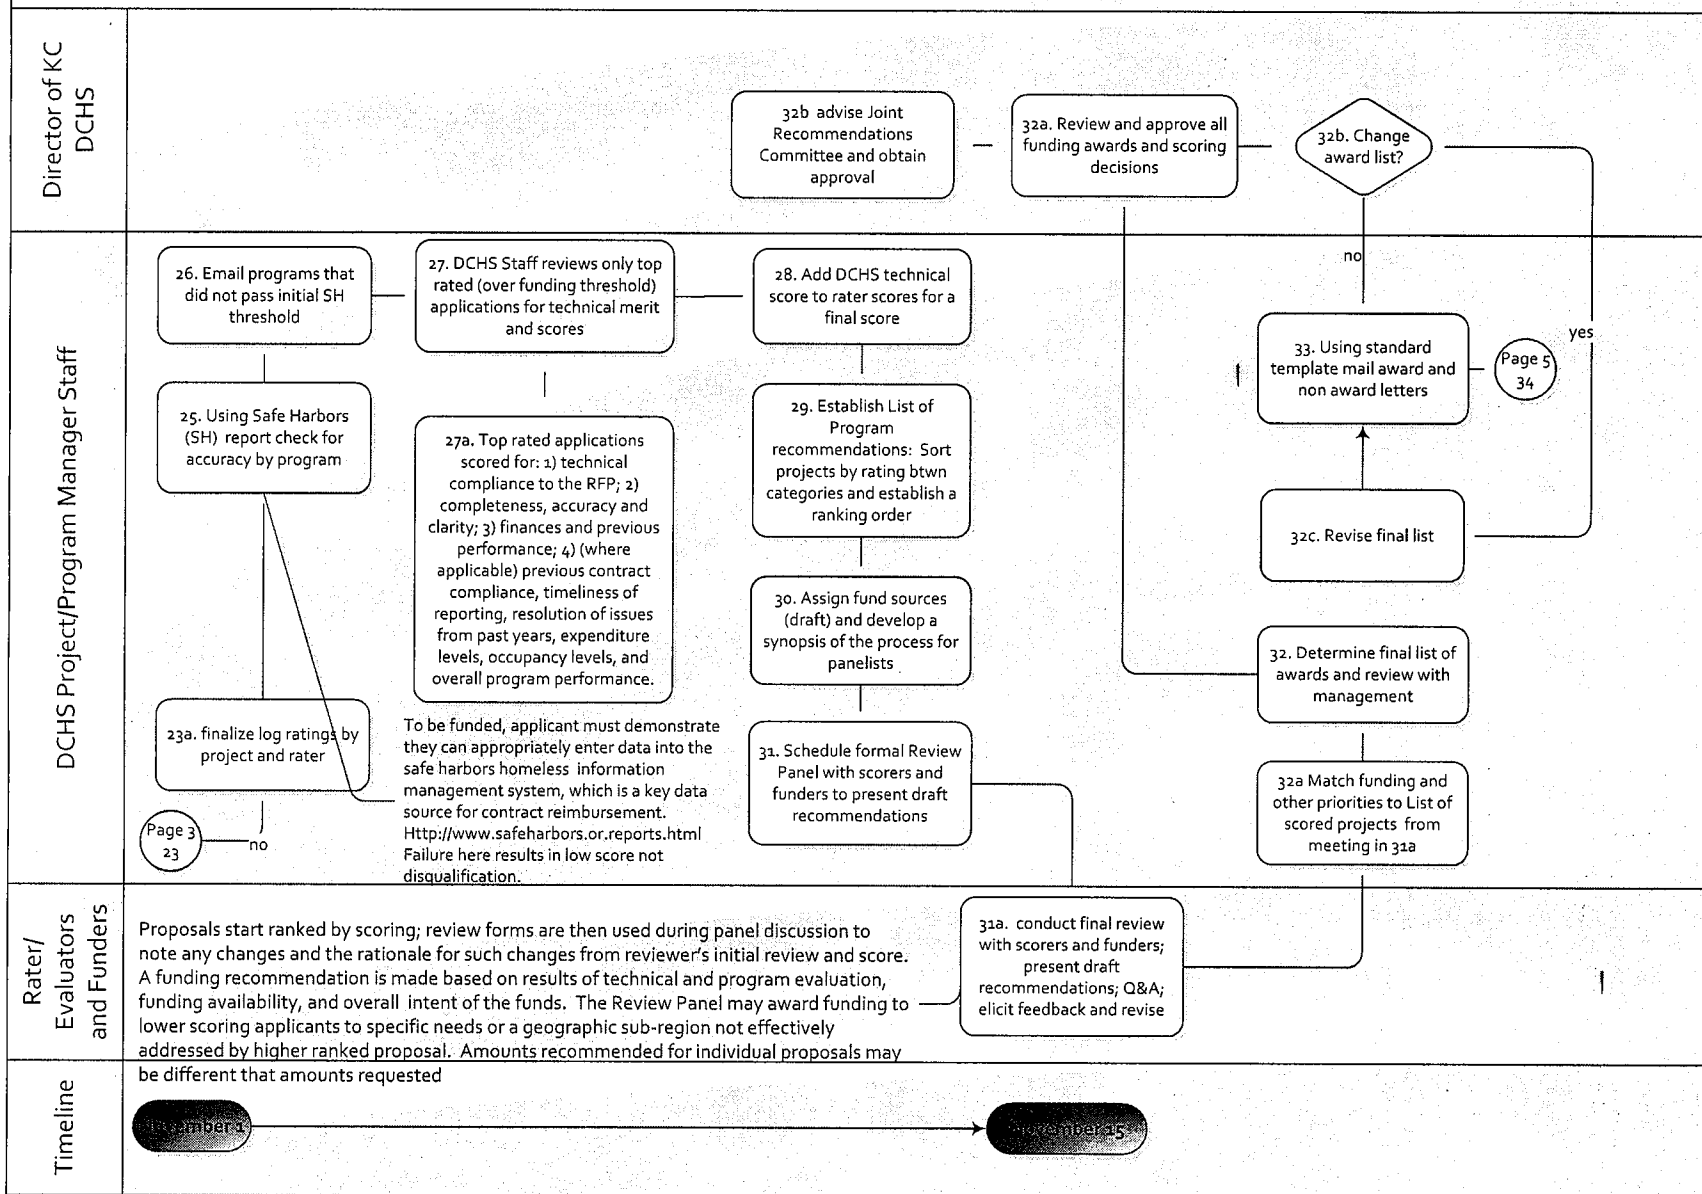 Director of KC
DCHS
32b advise Joint
Recommendations
Committee and obtain
approval
32a. Review and approve all
funding awards and scoring
decisions
32b. Change
award list?
no
yes
DCHS Project/Program Manager Staff
26. Email programs that
did not pass initial SH
threshold
27. DCHS Staff reviews only top
rated (over funding threshold)
applications for technical merit
and scores
28. Add DCHS technical
score to rater scores for a
final score
33. Using standard
template mail award and
non award letters
Page 5
34
25. Using Safe Harbors
(SH) report check for
accuracy by program
27a. Top rated applications
scored for: 1) technical
compliance to the RFP; 2)
completeness, accuracy and
clarity; 3) finances and previous
performance; 4) (where
applicable) previous contract
compliance, timeliness of
reporting, resolution of issues
from past years, expenditure
levels, occupancy levels, and
overall program performance.
29. Establish List of
Program
recommendations: Sort
projects by rating btwn
categories and establish a
ranking order
32c. Revise final list
30. Assign fund sources
(draft) and develop a
synopsis of the process for
panelists
32. Determine final list of
awards and review with
management
23a. finalize log ratings by
project and rater
To be funded, applicant must demonstrate
they can appropriately enter data into the
safe harbors homeless information
management system, which is a key data
source for contract reimbursement.
Http://www.safeharbors.or.reports.html
Failure here results in low score not
disqualification.
31. Schedule formal Review
Panel with scorers and
funders to present draft
recommendations
32a Match funding and
other priorities to List of
scored projects from
meeting in 31a
Page 3
23
no
Rater/
Evaluators
and Funders
Proposals start ranked by scoring; review forms are then used during panel discussion to
note any changes and the rationale for such changes from reviewer's initial review and score.
A funding recommendation is made based on results of technical and program evaluation,
funding availability, and overall intent of the funds. The Review Panel may award funding to
lower scoring applicants to specific needs or a geographic sub-region not effectively
addressed by higher ranked proposal. Amounts recommended for individual proposals may
be different that amounts requested
31a. conduct final review
with scorers and funders;
present draft
recommendations; Q&A;
elicit feedback and revise
Timeline
15